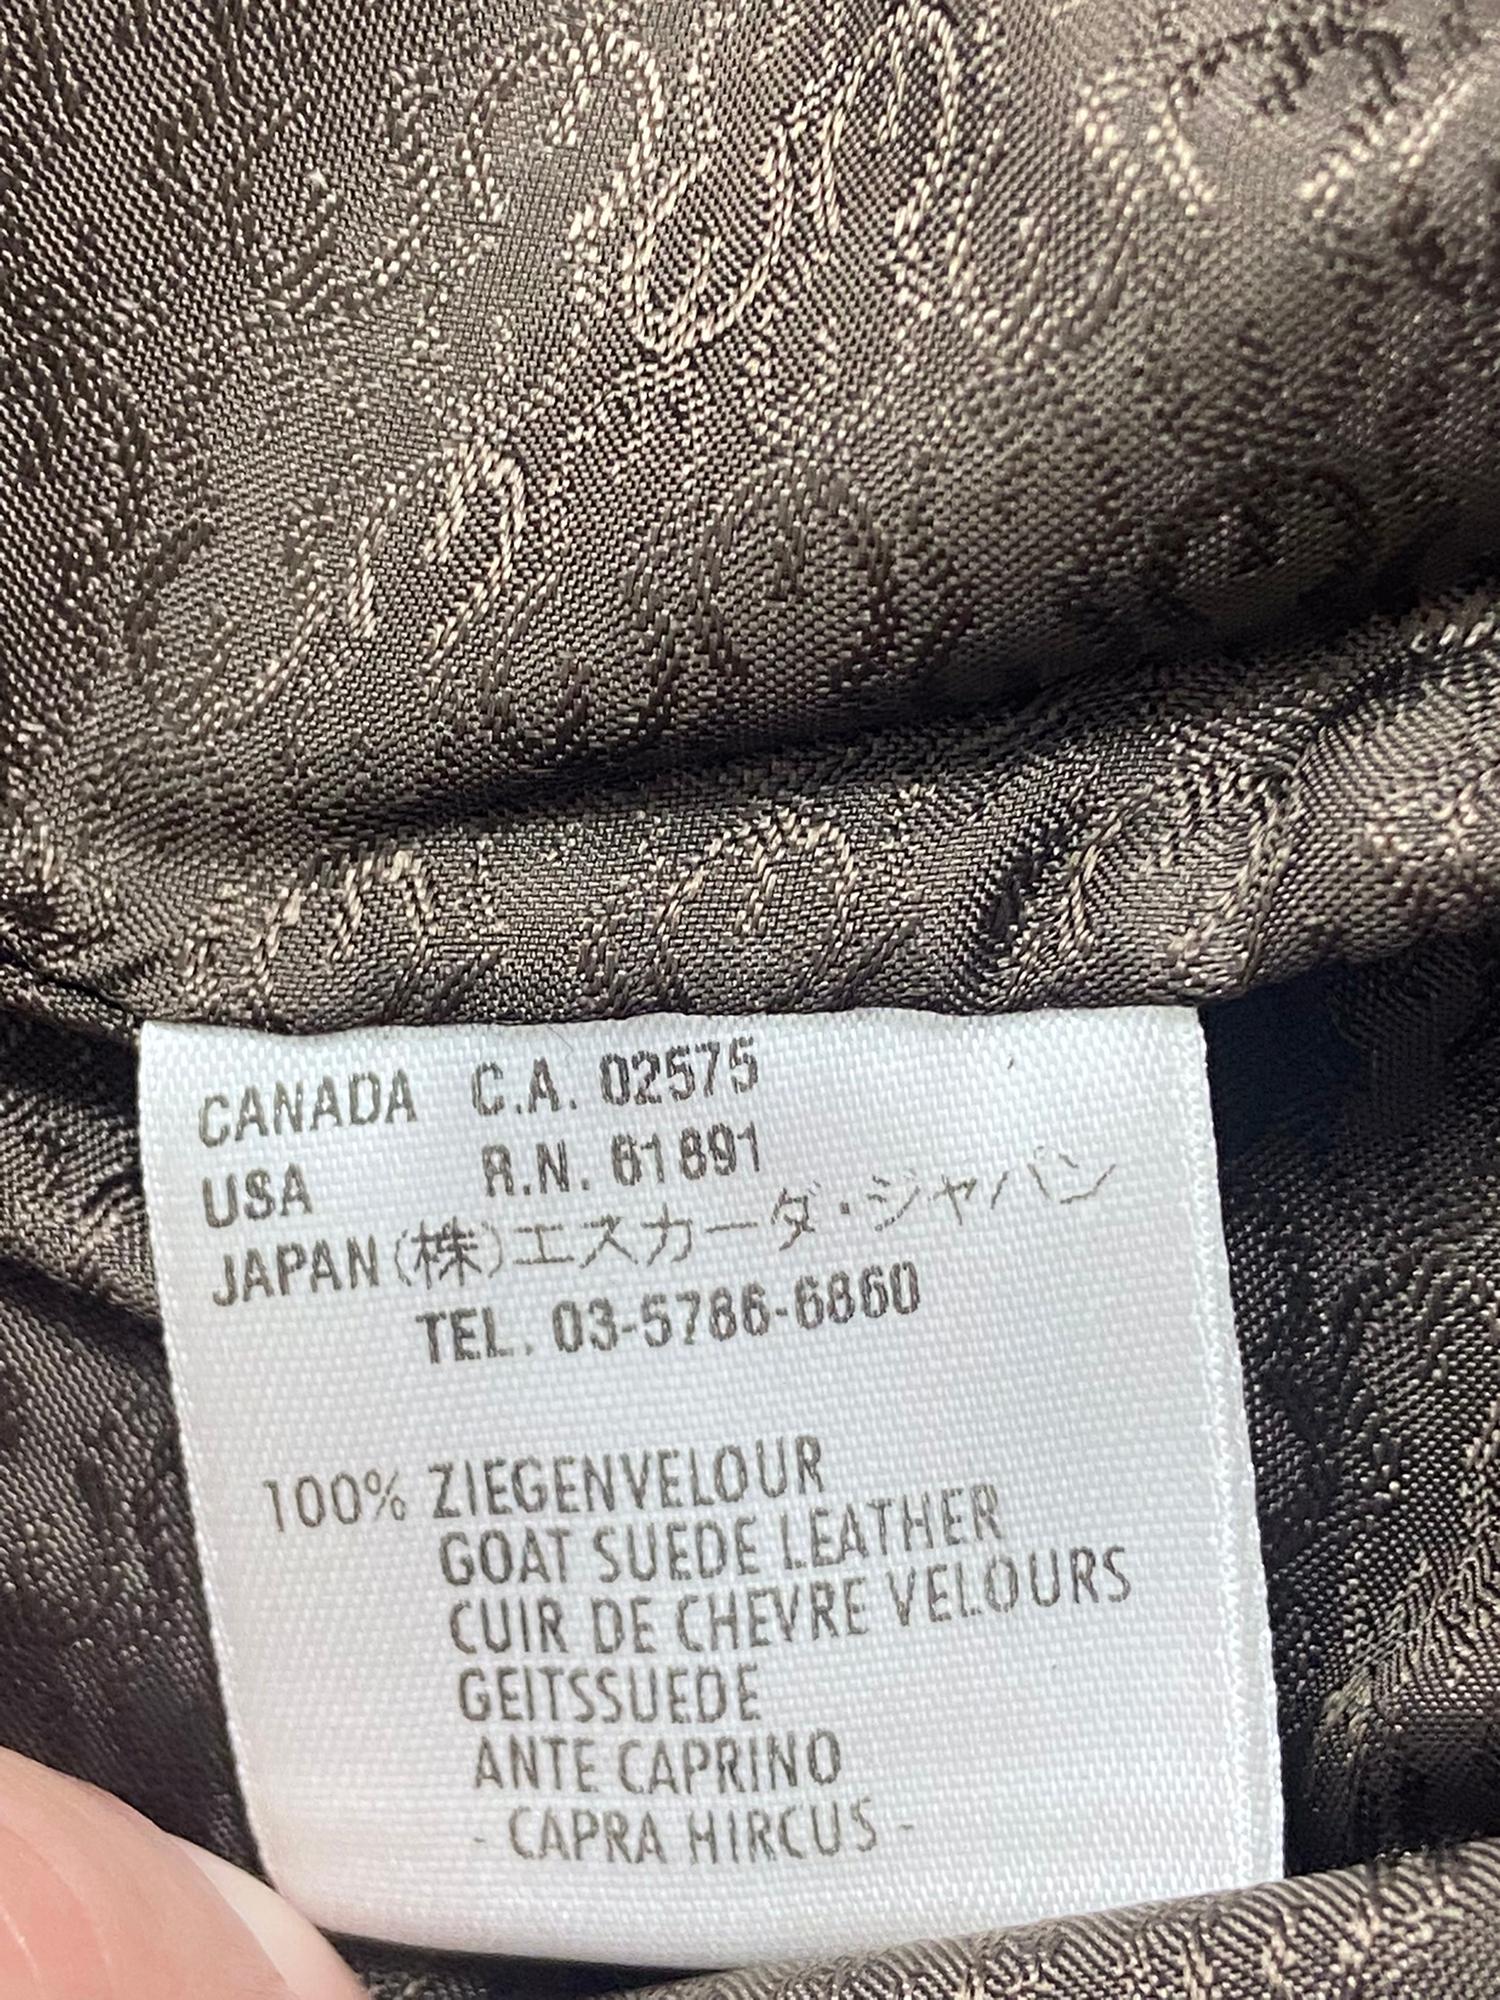 CANADA C.A. 02575
USA R.N. 61891
JAPAN (株)エスカーダ・ジャパン
TEL. 03-5786-6860
100% ZIEGENVELOUR
GOAT SUEDE LEATHER
CUIR DE CHEVRE VELOURS
GEITSSUEDE
ANTE CAPRINO
- CAPRA HIRCUS -